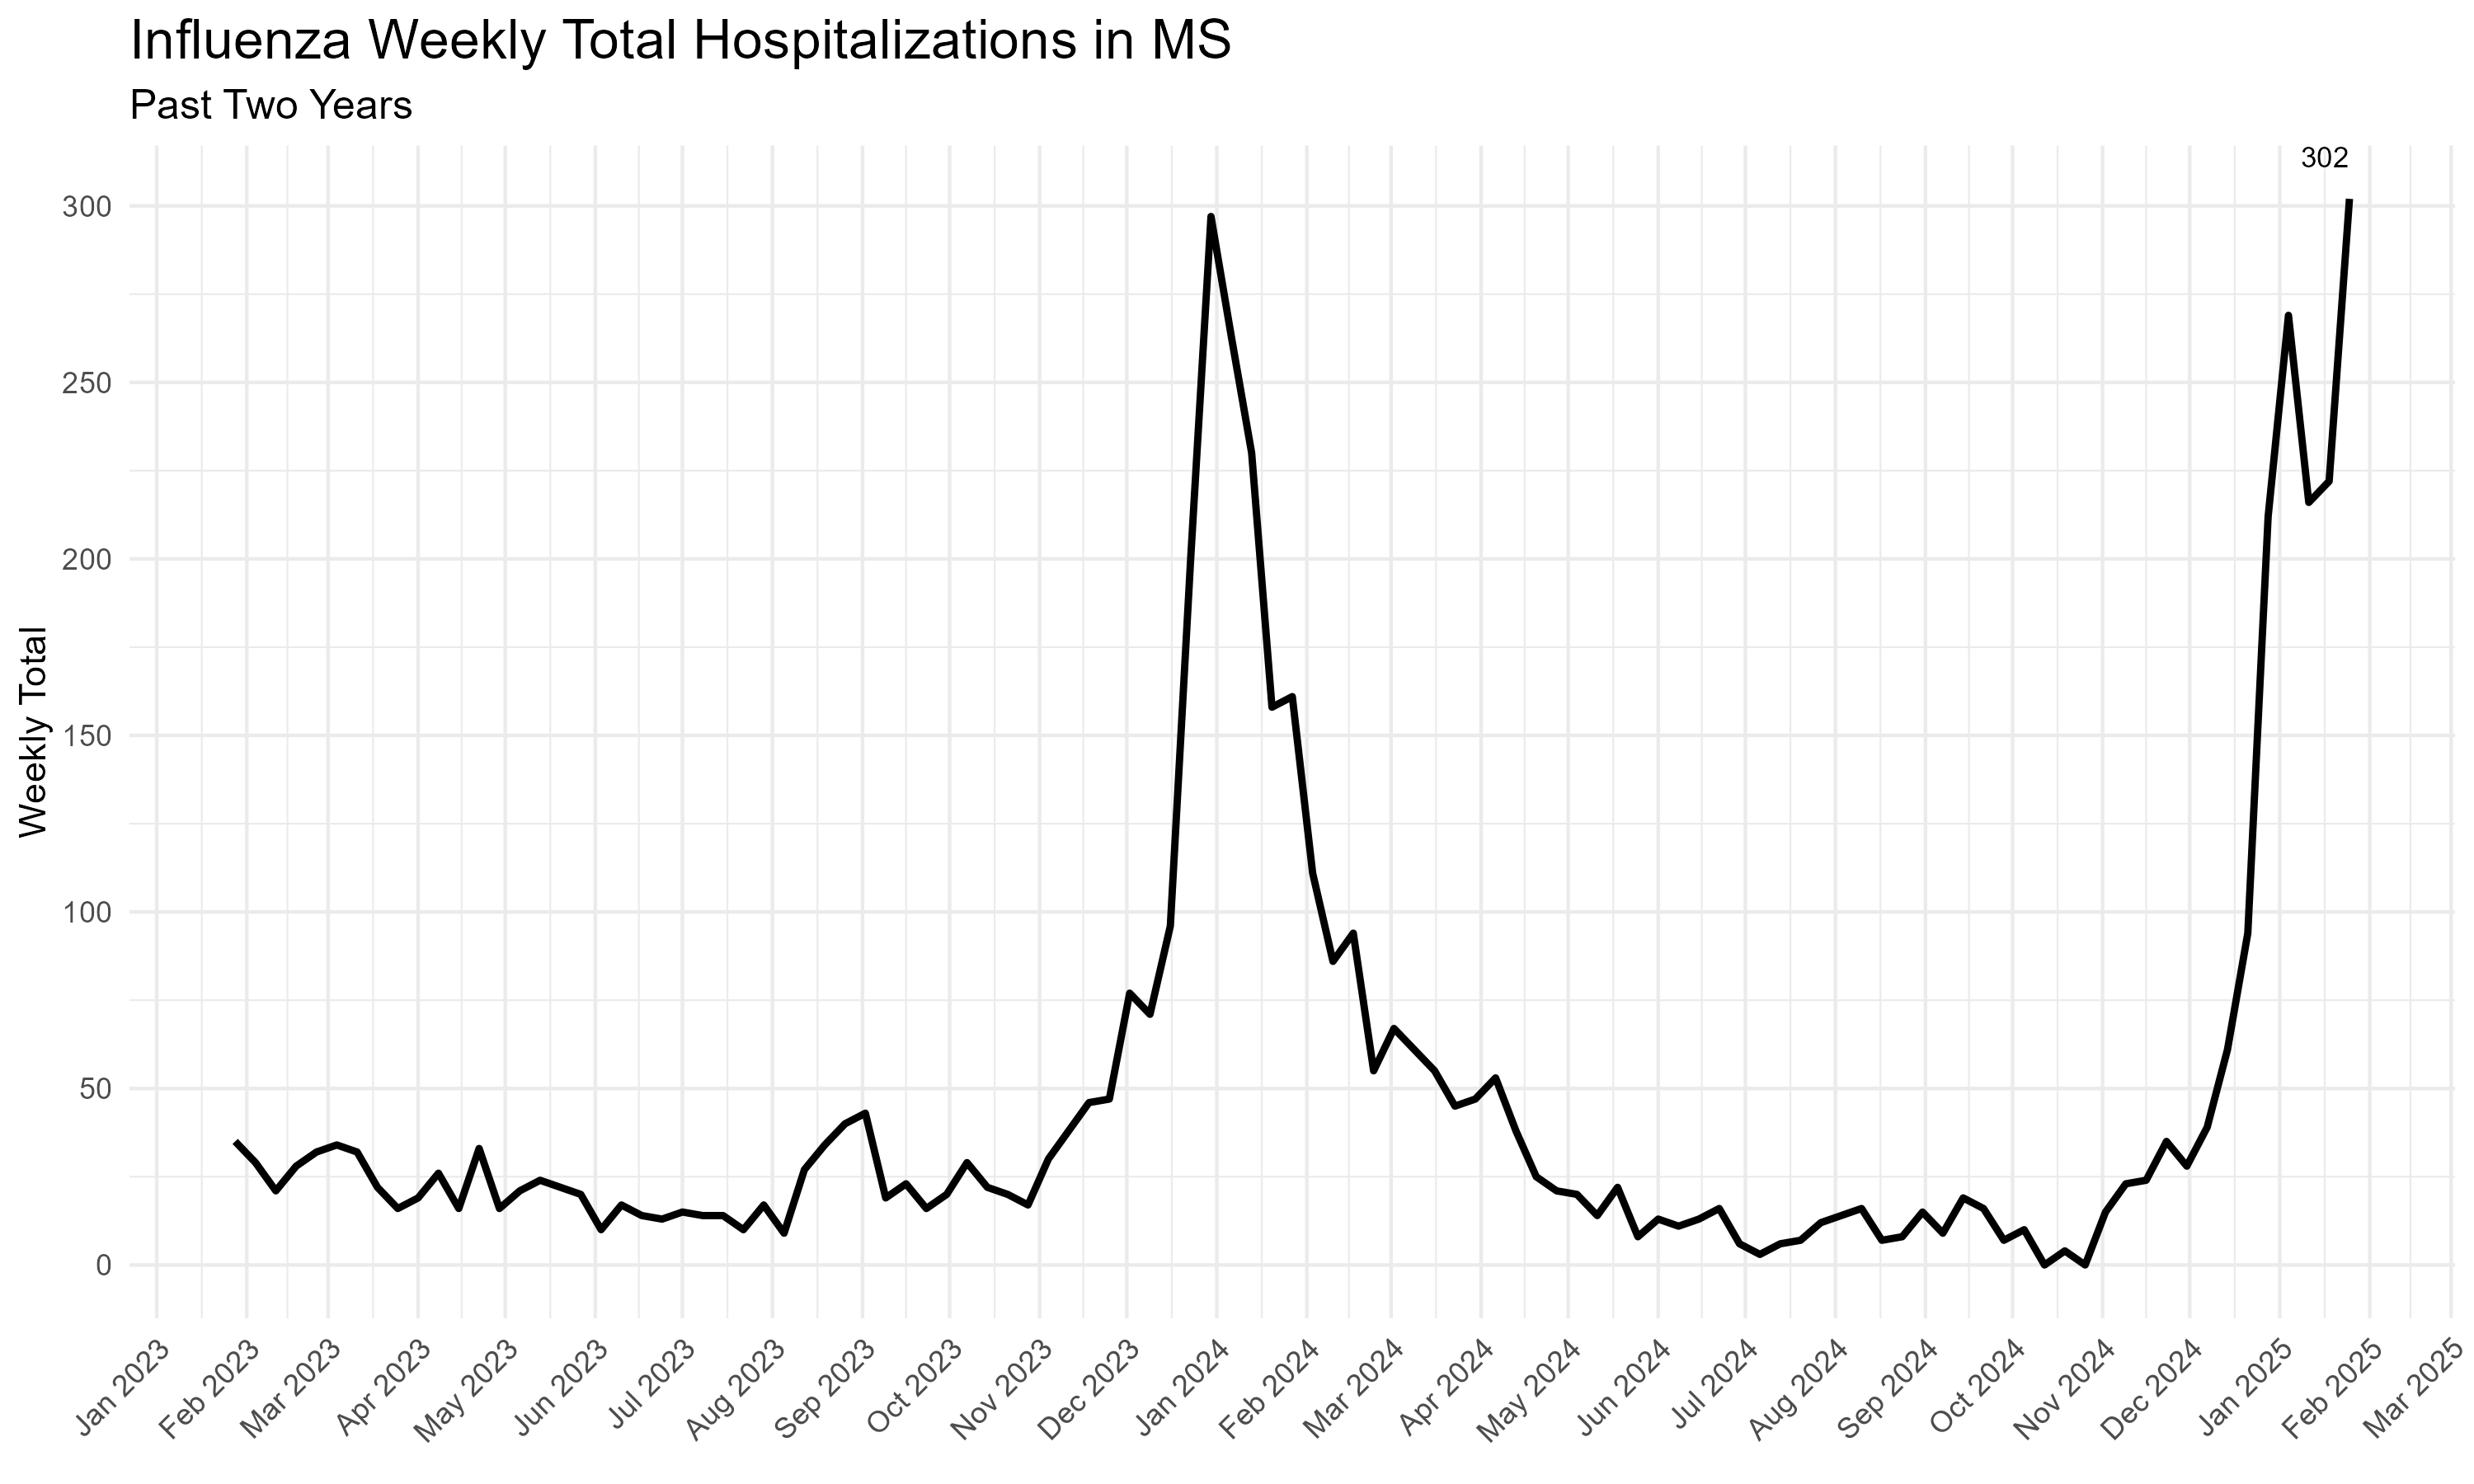 Influenza Weekly Total Hospitalizations in MS
Past Two Years
302
Weekly Total
300
250
200
150
100
50
0
Jan 2023
Feb 2023
Mar 2023
Apr 2023
May 2023
Jun 2023
Jul 2023
Aug 2023
Sep 2023
Oct 2023
Nov 2023
Dec 2023
Jan 2024
Feb 2024
Mar 2024
Apr 2024
May 2024
Jun 2024
Jul 2024
Aug 2024
Sep 2024
Oct 2024
Nov 2024
Dec 2024
Jan 2025
Feb 2025
Mar 2025